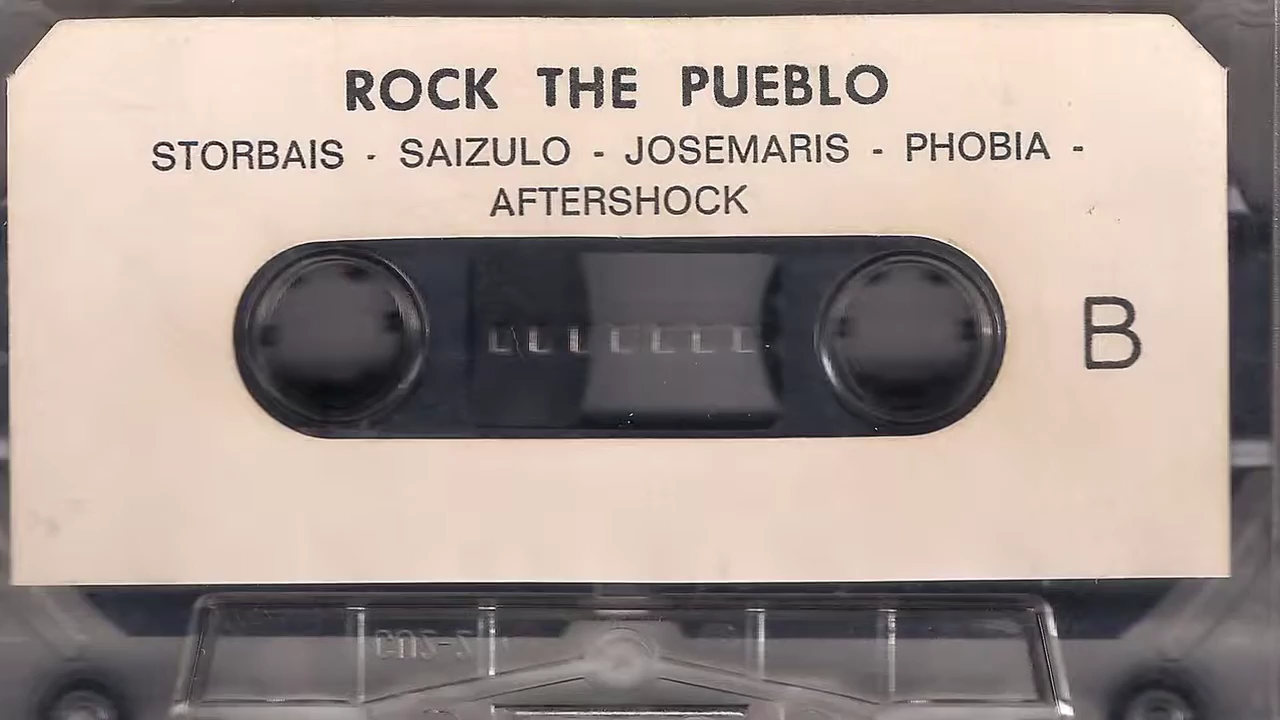 ROCK THE PUEBLO
STORBAIS - SAIZULO - JOSEMARIS - PHOBIA -
AFTERSHOCK
B